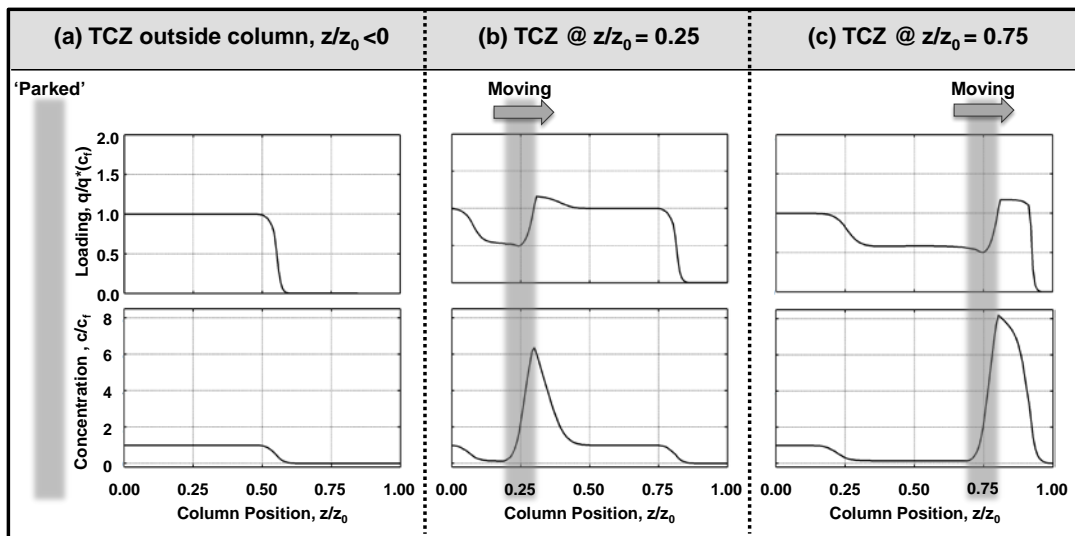 (a) TCZ outside column, z/z₀ <0
(b) TCZ @ z/z₀ = 0.25
(c) TCZ @ z/z₀ = 0.75
'Parked'
Moving
Moving
Loading, q/q*(c_f)
2.0
1.5
1.0
0.5
0.0
Concentration , c/c_f
8
6
4
2
0
0.00 0.25 0.50 0.75 1.00
0.00 0.25 0.50 0.75 1.00
0.00 0.25 0.50 0.75 1.00
Column Position, z/z₀
Column Position, z/z₀
Column Position, z/z₀